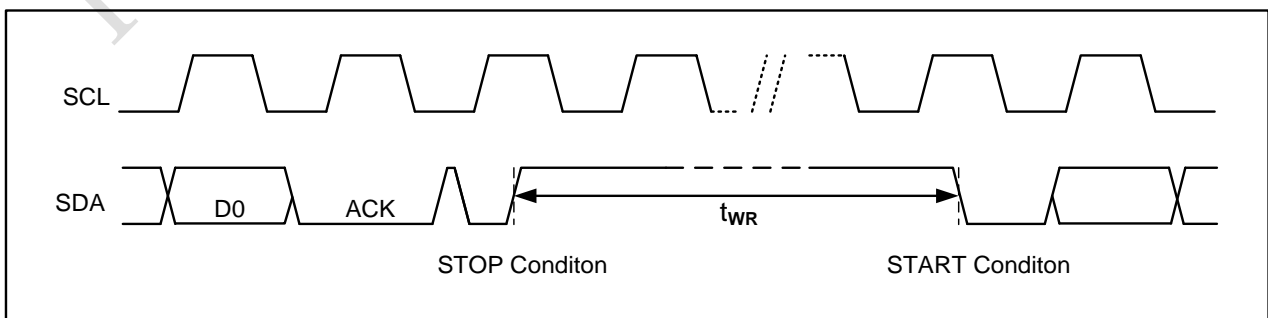 SCL
SDA
D0
ACK
tWR
STOP Conditon
START Conditon